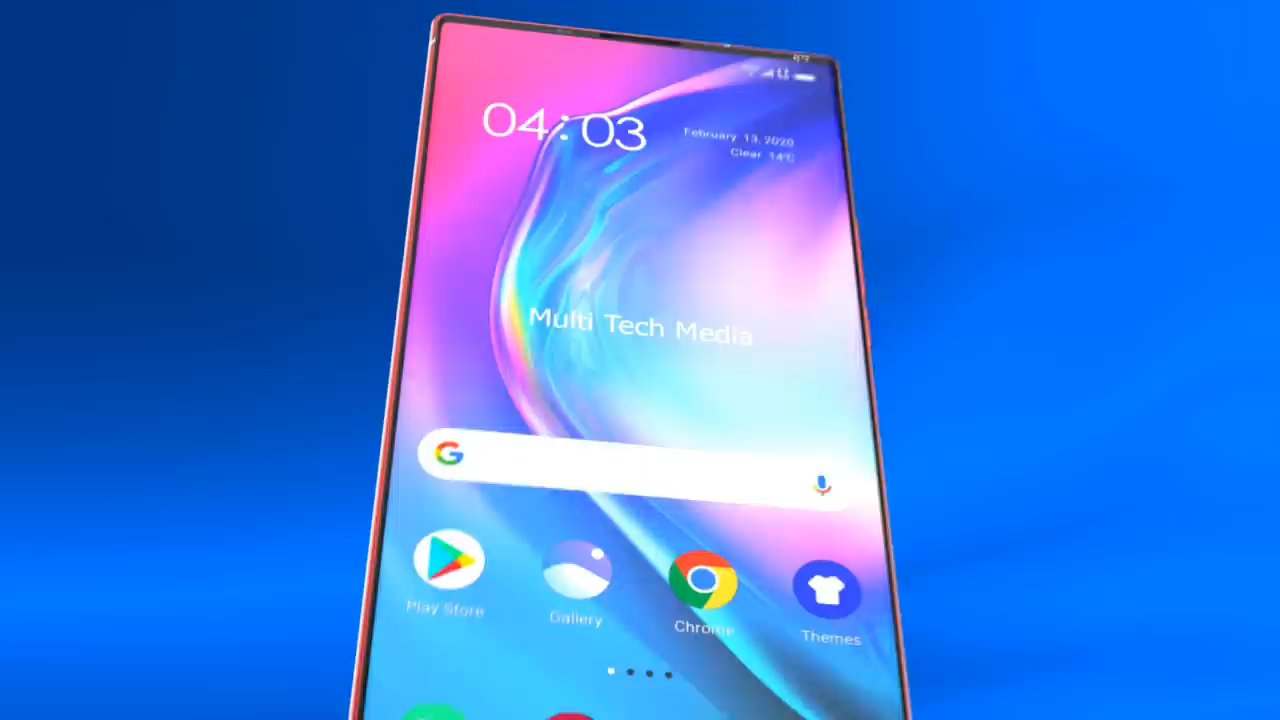 04:03
February 13, 2020
Clear 14°C
Multi Tech Media
G
Play Store
Gallery
Chrome
Themes